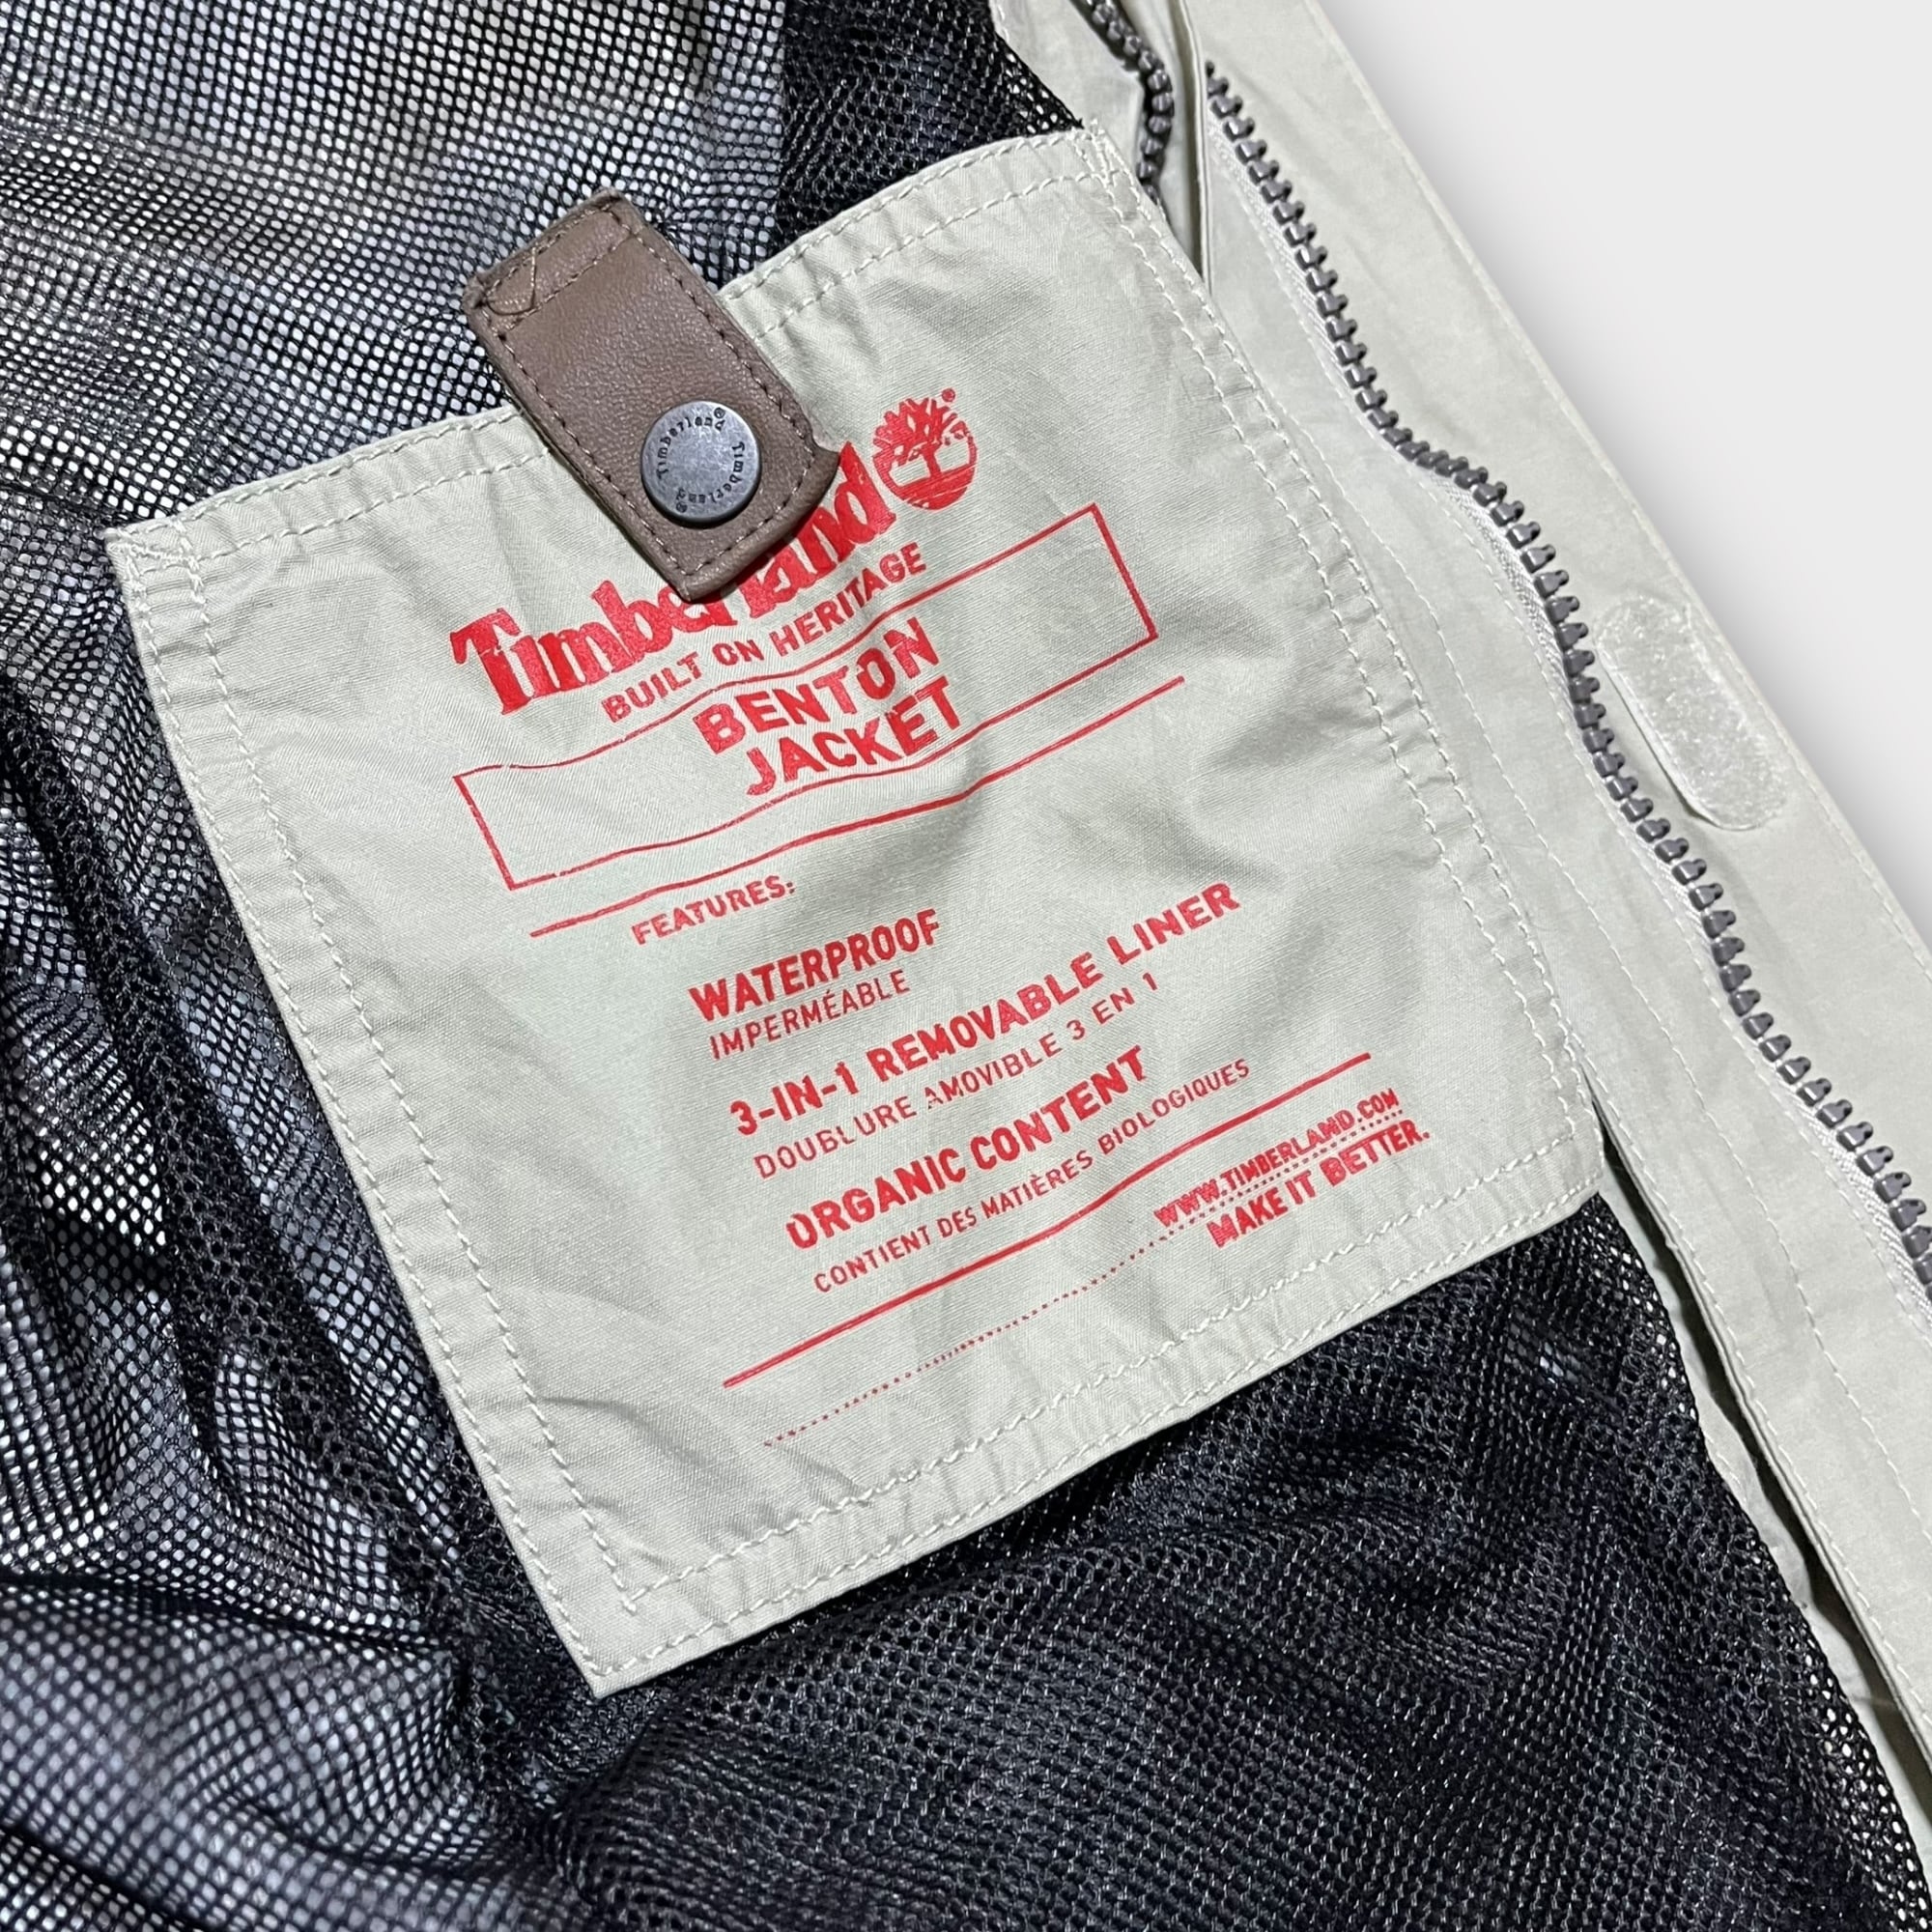 Timberland®
Timberland® Timberland®
BUILT ON HERITAGE
BENTON
JACKET
FEATURES:
WATERPROOF
IMPERMÉABLE
3-IN-1 REMOVABLE LINER
DOUBLURE AMOVIBLE 3 EN 1
ORGANIC CONTENT
CONTIENT DES MATIÈRES BIOLOGIQUES
WWW.TIMBERLAND.COM
MAKE IT BETTER.